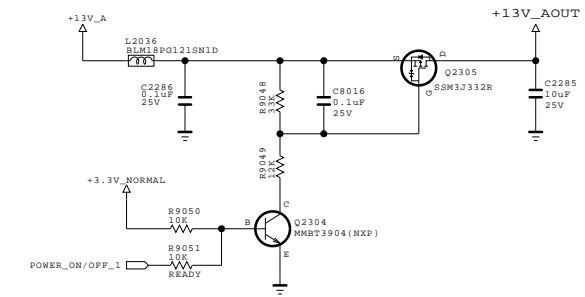 +13V_A
+13V_AOUT
L2036
BLM18PG121SN1D
S
D
Q2305
SSM3J332R
G
C2286
0.1uF
25V
R9048
33K
C8016
0.1uF
25V
C2285
10uF
25V
R9049
12K
+3.3V_NORMAL
C
R9050
10K
B
Q2304
MMBT3904(NXP)
E
R9051
10K
POWER_ON/OFF_1
READY